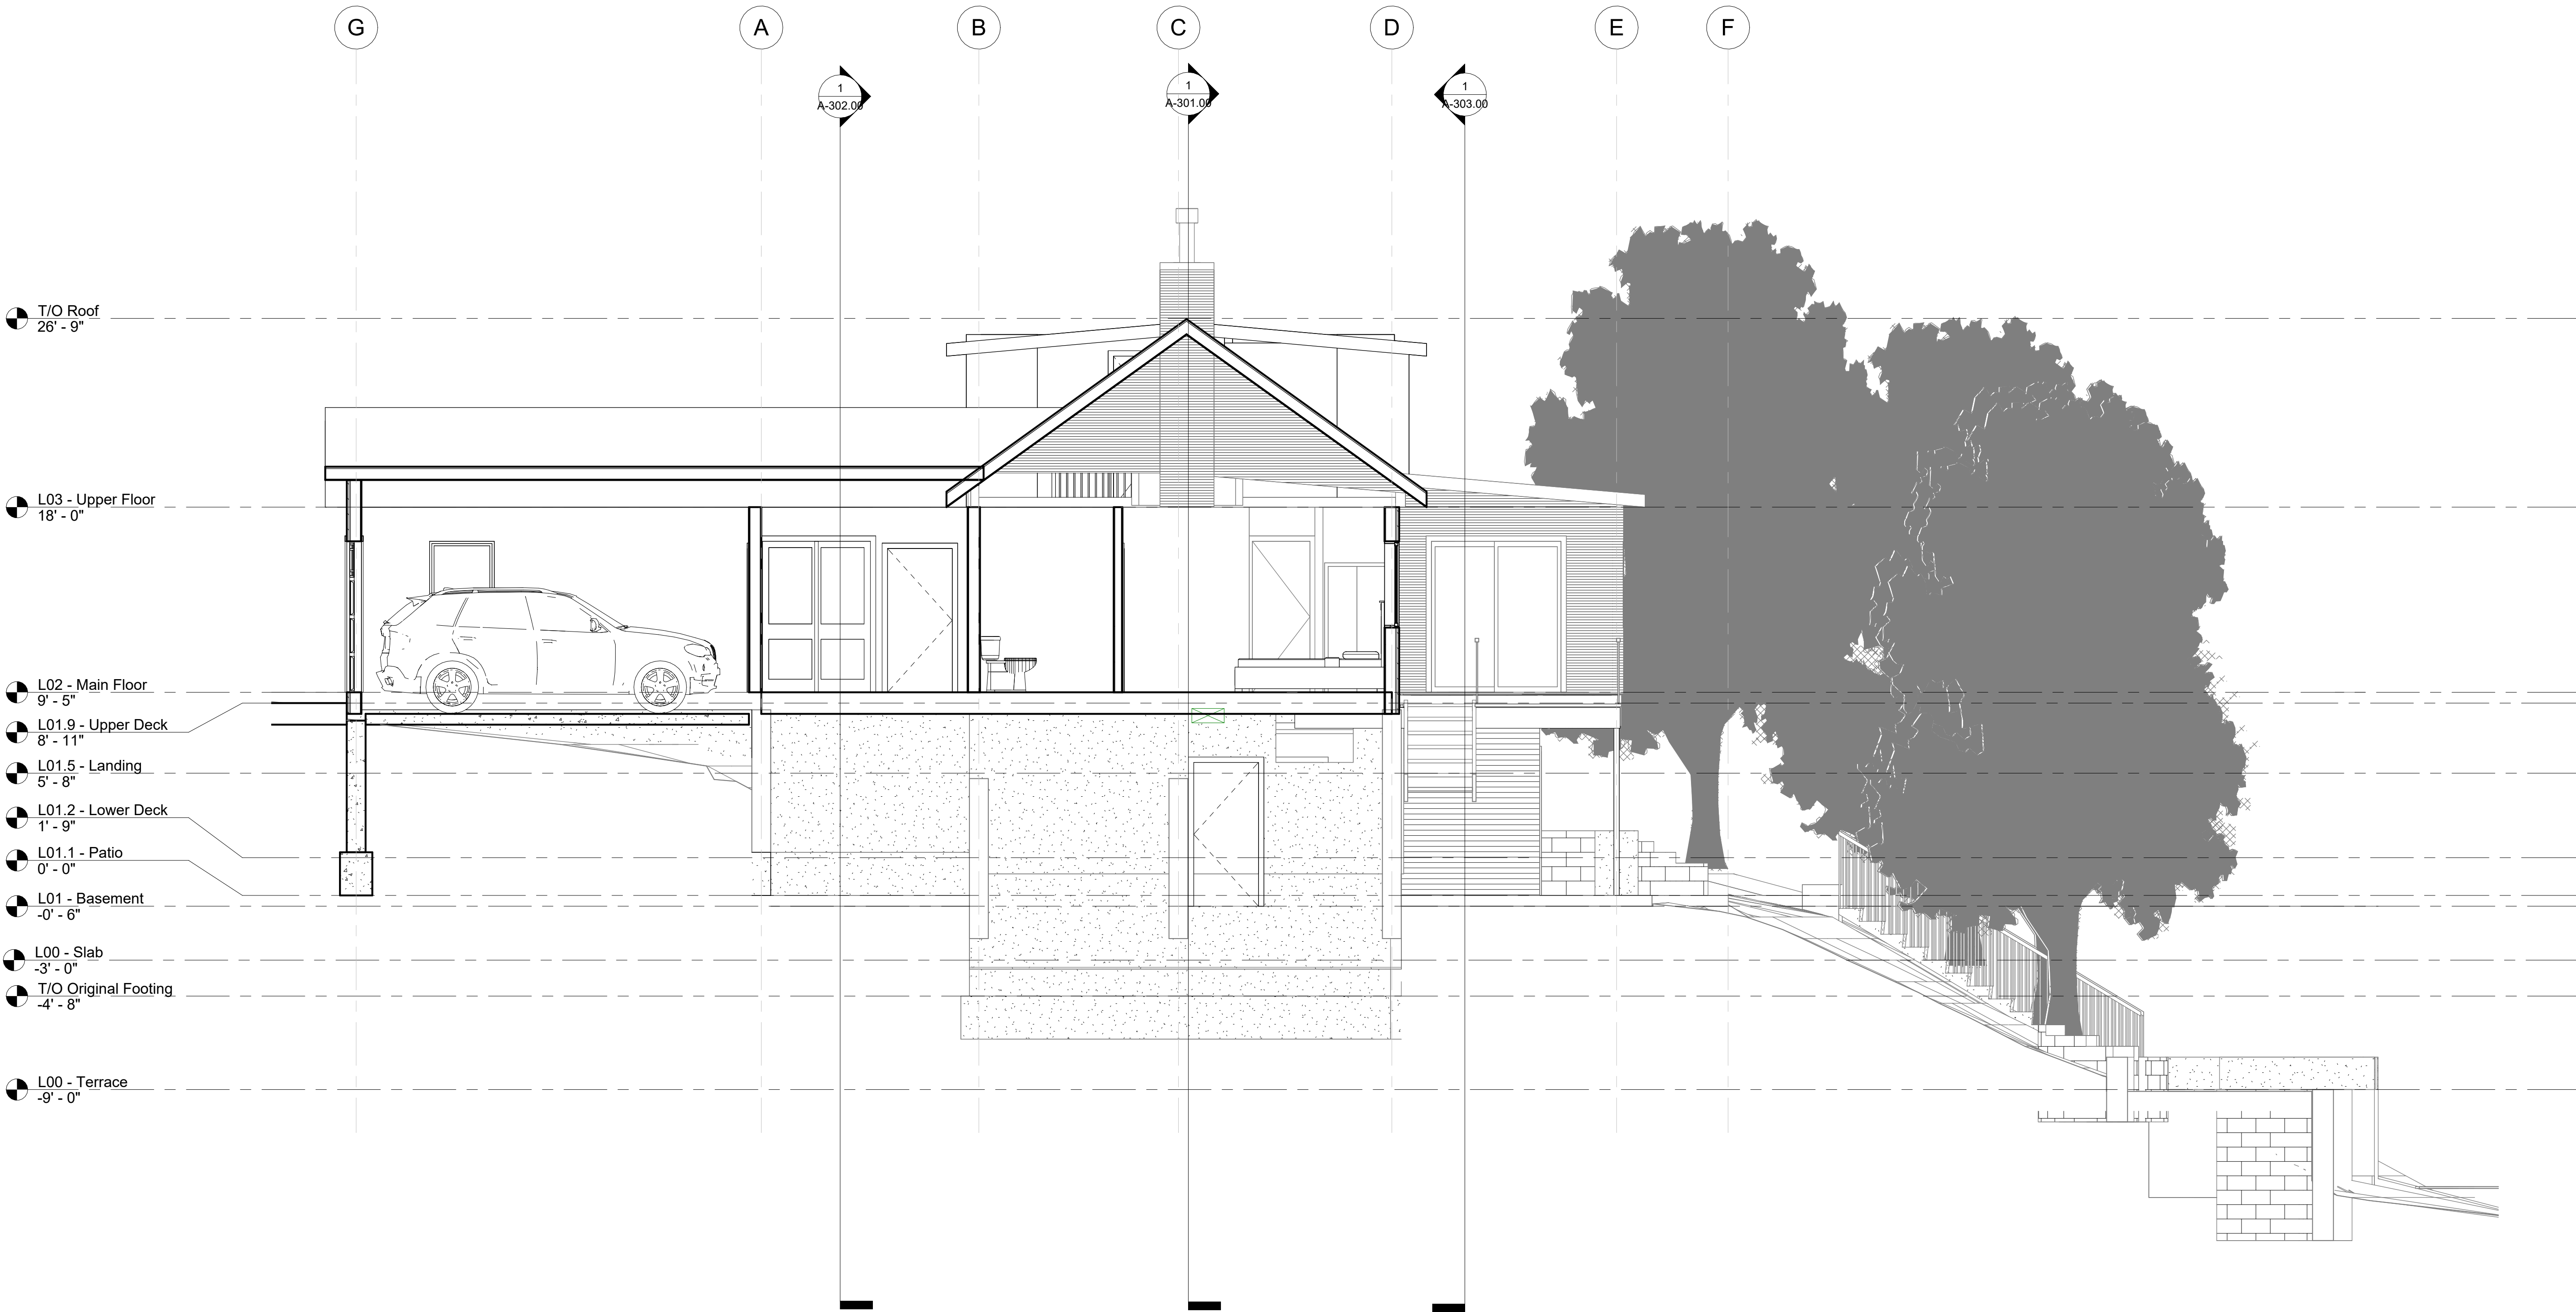 G
A
B
C
D
E
F
1
A-302.00
1
A-301.00
1
A-303.00
T/O Roof
26' - 9"
L03 - Upper Floor
18' - 0"
L02 - Main Floor
9' - 5"
L01.9 - Upper Deck
8' - 11"
L01.5 - Landing
5' - 8"
L01.2 - Lower Deck
1' - 9"
L01.1 - Patio
0' - 0"
L01 - Basement
-0' - 6"
L00 - Slab
-3' - 0"
T/O Original Footing
-4' - 8"
L00 - Terrace
-9' - 0"